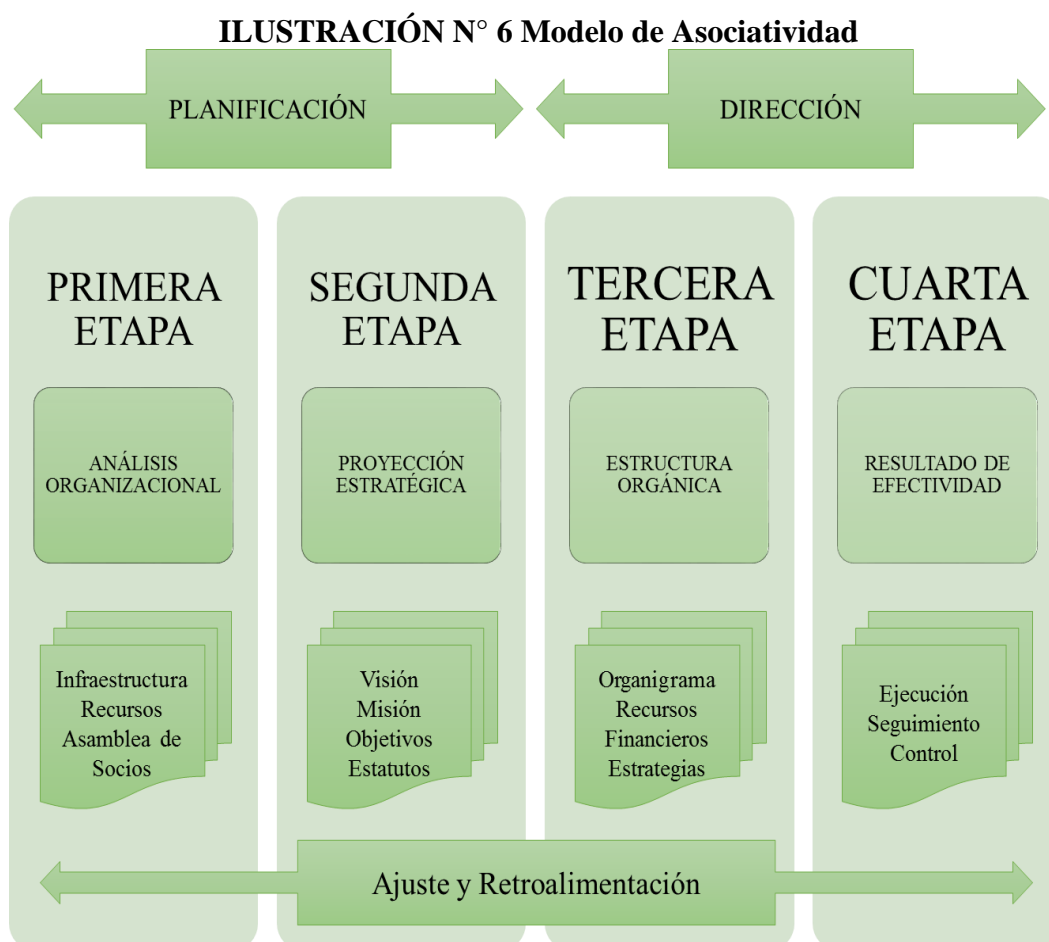 ILUSTRACIÓN N° 6 Modelo de Asociatividad
PLANIFICACIÓN
DIRECCIÓN
PRIMERA
ETAPA
ANÁLISIS
ORGANIZACIONAL
Infraestructura
Recursos
Asamblea de
Socios
SEGUNDA
ETAPA
PROYECCIÓN
ESTRATÉGICA
Visión
Misión
Objetivos
Estatutos
TERCERA
ETAPA
ESTRUCTURA
ORGÁNICA
Organigrama
Recursos
Financieros
Estrategias
CUARTA
ETAPA
RESULTADO DE
EFECTIVIDAD
Ejecución
Seguimiento
Control
Ajuste y Retroalimentación